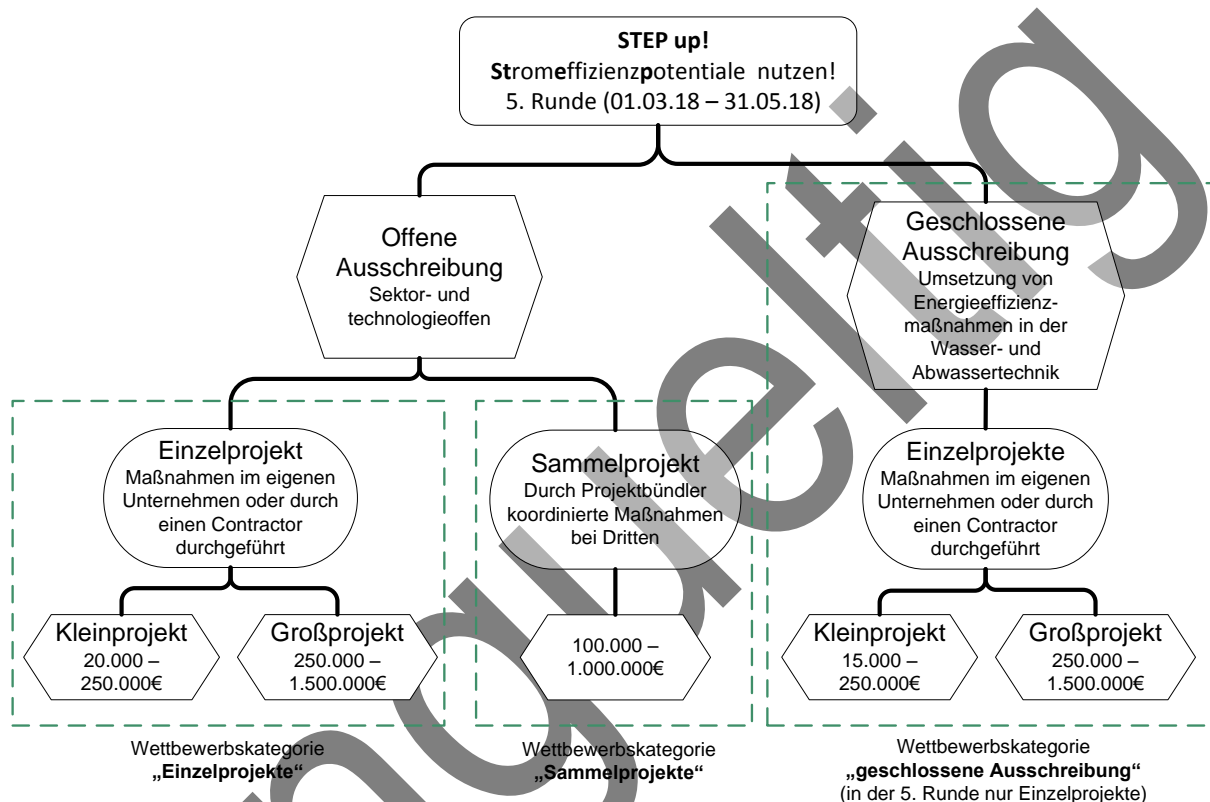 STEP up!
Stromeffizienzpotentiale nutzen!
5. Runde (01.03.18 – 31.05.18)
Offene
Ausschreibung
Sektor- und
technologieoffen
Geschlossene
Ausschreibung
Umsetzung von
Energieeffizienz-
maßnahmen in der
Wasser- und
Abwassertechnik
Einzelprojekt
Maßnahmen im eigenen
Unternehmen oder durch
einen Contractor
durchgeführt
Sammelprojekt
Durch Projektbündler
koordinierte Maßnahmen
bei Dritten
Einzelprojekte
Maßnahmen im eigenen
Unternehmen oder durch
einen Contractor
durchgeführt
Kleinprojekt
20.000 –
250.000€
Großprojekt
250.000 –
1.500.000€
100.000 –
1.000.000€
Kleinprojekt
15.000 –
250.000€
Großprojekt
250.000 –
1.500.000€
Wettbewerbskategorie
„Einzelprojekte“
Wettbewerbskategorie
„Sammelprojekte“
Wettbewerbskategorie
„geschlossene Ausschreibung“
(in der 5. Runde nur Einzelprojekte)